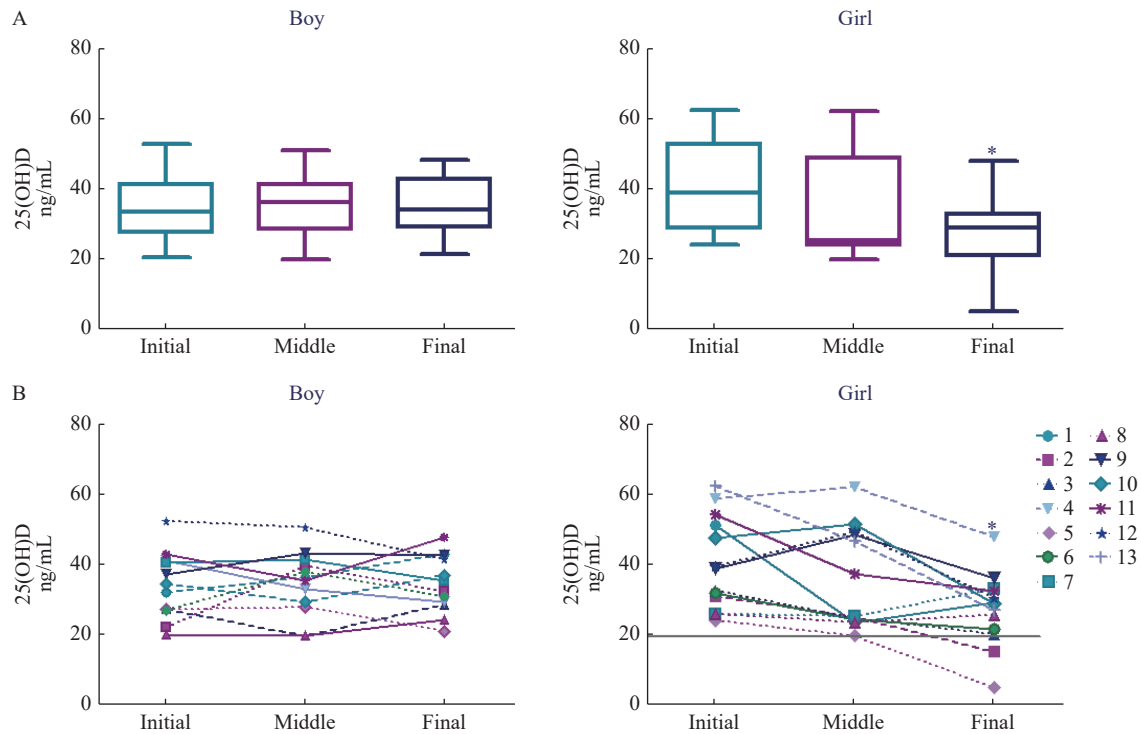 A
Boy
Girl
80
60
40
20
0
25(OH)D
ng/mL
Initial Middle Final
80
60
40
20
0
25(OH)D
ng/mL
*
Initial Middle Final
B
Boy
Girl
80
60
40
20
0
25(OH)D
ng/mL
Initial Middle Final
80
60
40
20
0
25(OH)D
ng/mL
*
Initial Middle Final
1 8
2 9
3 10
4 11
5 12
6 13
7